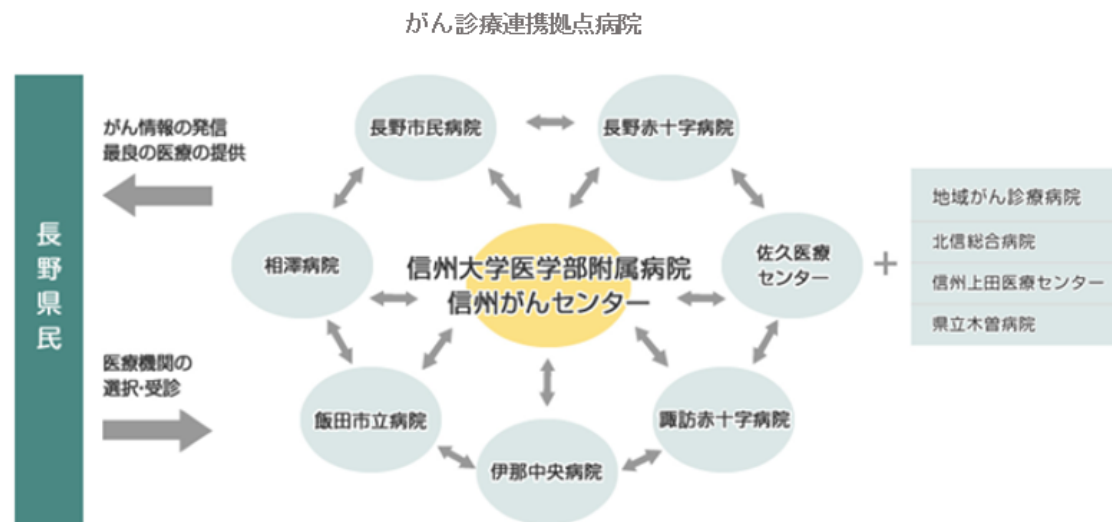 がん診療連携拠点病院
長野県民
がん情報の発信
最良の医療の提供
医療機関の
選択・受診
長野市民病院
長野赤十字病院
相澤病院
信州大学医学部附属病院
信州がんセンター
佐久医療
センター
飯田市立病院
伊那中央病院
諏訪赤十字病院
+
地域がん診療病院
北信総合病院
信州上田医療センター
県立木曽病院